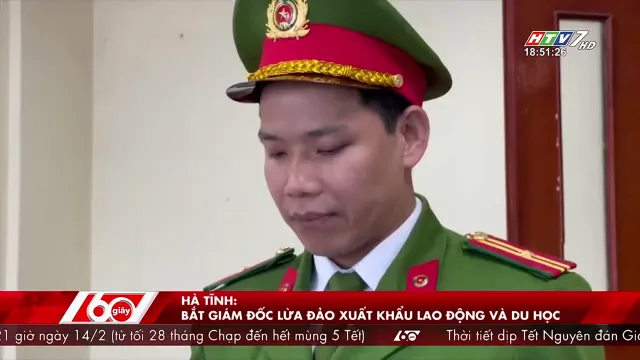 HTV7 HD
18:51:26
60 giây
HÀ TĨNH:
BẮT GIÁM ĐỐC LỪA ĐẢO XUẤT KHẨU LAO ĐỘNG VÀ DU HỌC
21 giờ ngày 14/2 (từ tối 28 tháng Chạp đến hết mùng 5 Tết) 60 Thời tiết dịp Tết Nguyên đán Gi